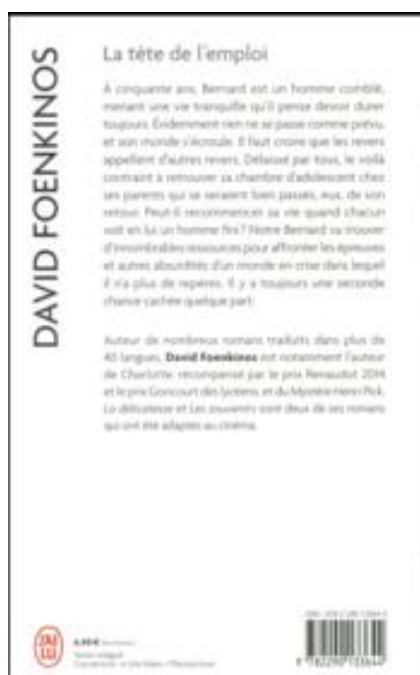 DAVID FOENKINOS
La tête de l'emploi
À cinquante ans, Bernard est un homme comblé,
menant une vie tranquille qu'il pense devoir durer
toujours. Évidemment rien ne se passe comme prévu,
et son monde s'écroule. Il faut croire que les revers
appellent d'autres revers. Délaissé par tous, le voilà
contraint à retrouver sa chambre d'adolescent chez
ses parents qui se seraient bien passés, eux, de son
retour. Peut-il recommencer sa vie quand chacun
voit en lui un homme fini ? Notre Bernard va trouver
d'innombrables ressources pour affronter les épreuves
et autres absurdités d'un monde en crise dans lequel
il n'a plus de repères. Il y a toujours une seconde
chance cachée quelque part.
Auteur de nombreux romans traduits dans plus de
40 langues, David Foenkinos est notamment l'auteur
de Charlotte, récompensé par le prix Renaudot 2014
et le prix Goncourt des lycéens, et du Mystère Henri Pick.
La délicatesse et Les souvenirs sont deux de ses romans
qui ont été adaptés au cinéma.
J'AI
LU
Texte intégral